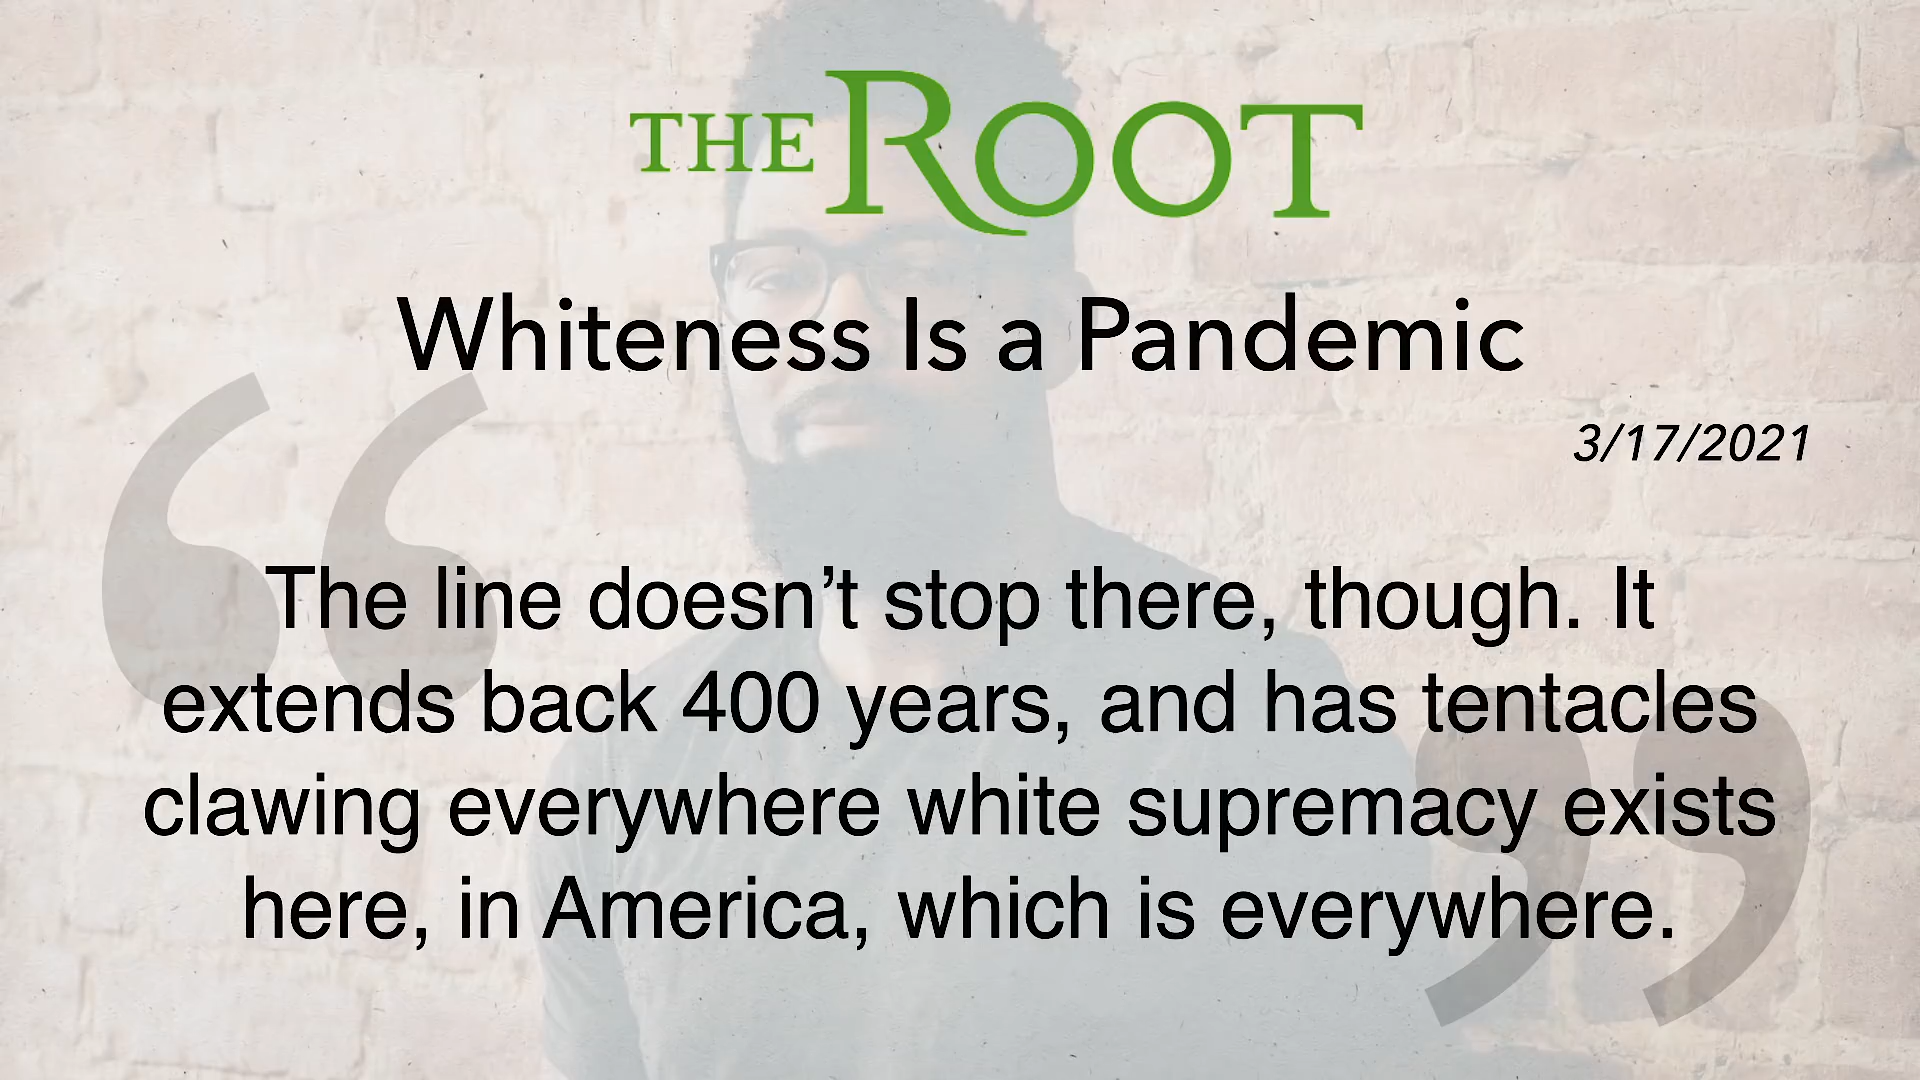 THE ROOT
Whiteness Is a Pandemic
3/17/2021
“
The line doesn’t stop there, though. It
extends back 400 years, and has tentacles
clawing everywhere white supremacy exists
here, in America, which is everywhere.
”